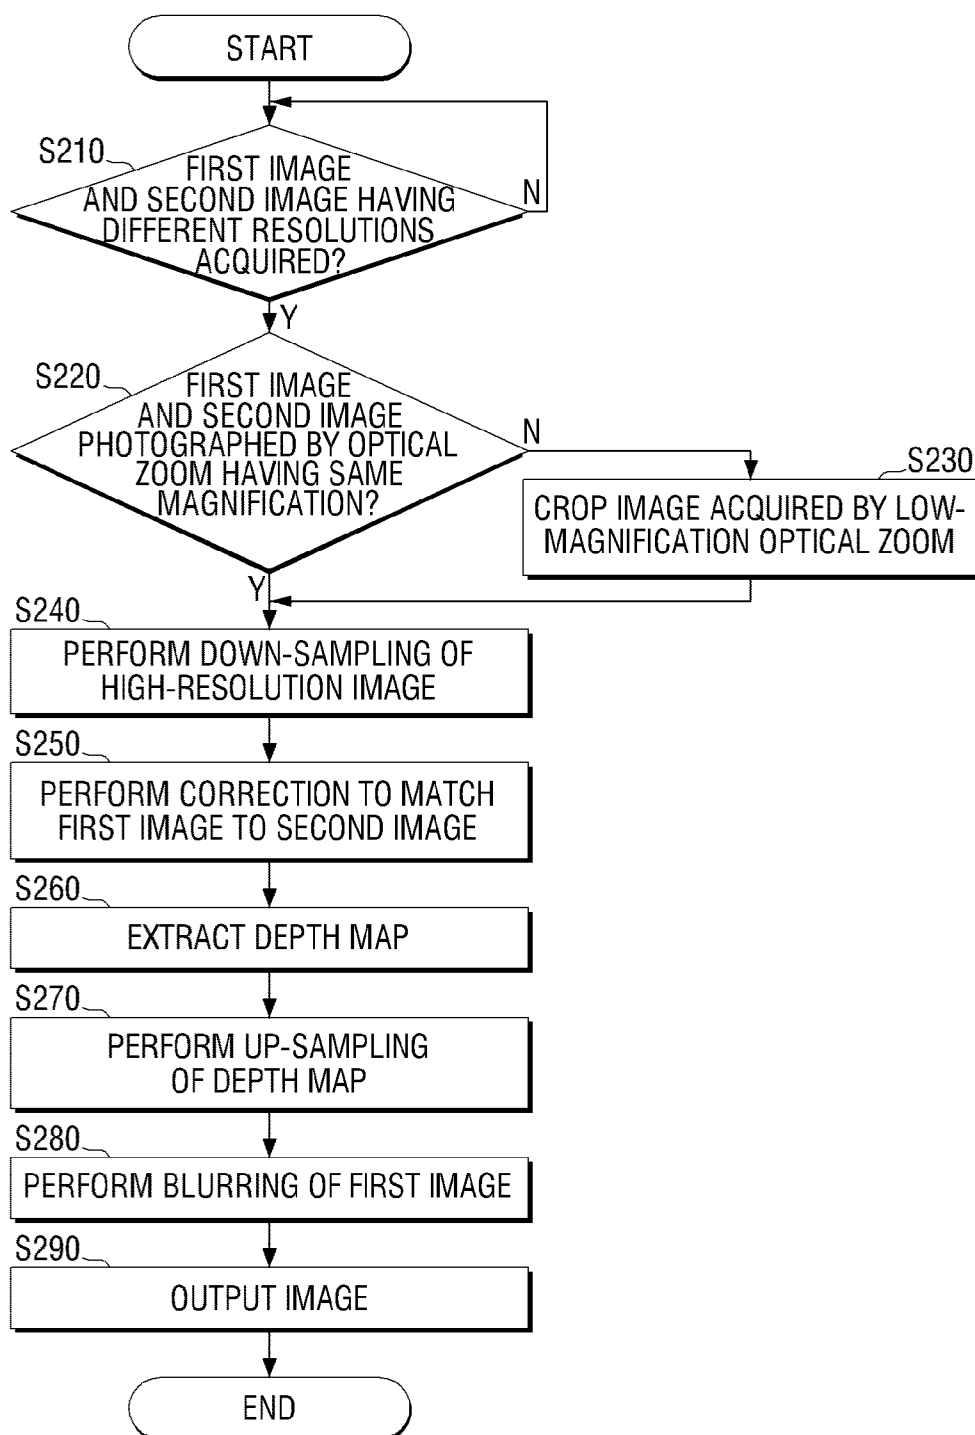 START
S210
FIRST IMAGE
AND SECOND IMAGE HAVING
DIFFERENT RESOLUTIONS
ACQUIRED?
N
Y
S220
FIRST IMAGE
AND SECOND IMAGE
PHOTOGRAPHED BY OPTICAL
ZOOM HAVING SAME
MAGNIFICATION?
N
S230
CROP IMAGE ACQUIRED BY LOW-
MAGNIFICATION OPTICAL ZOOM
Y
S240
PERFORM DOWN-SAMPLING OF
HIGH-RESOLUTION IMAGE
S250
PERFORM CORRECTION TO MATCH
FIRST IMAGE TO SECOND IMAGE
S260
EXTRACT DEPTH MAP
S270
PERFORM UP-SAMPLING
OF DEPTH MAP
S280
PERFORM BLURRING OF FIRST IMAGE
S290
OUTPUT IMAGE
END